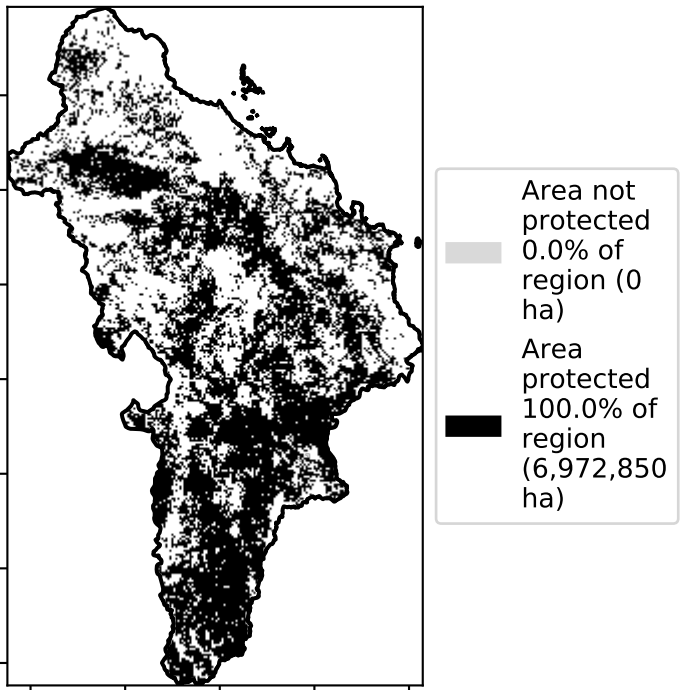 Area not
protected
0.0% of
region (0
ha)
Area
protected
100.0% of
region
(6,972,850
ha)